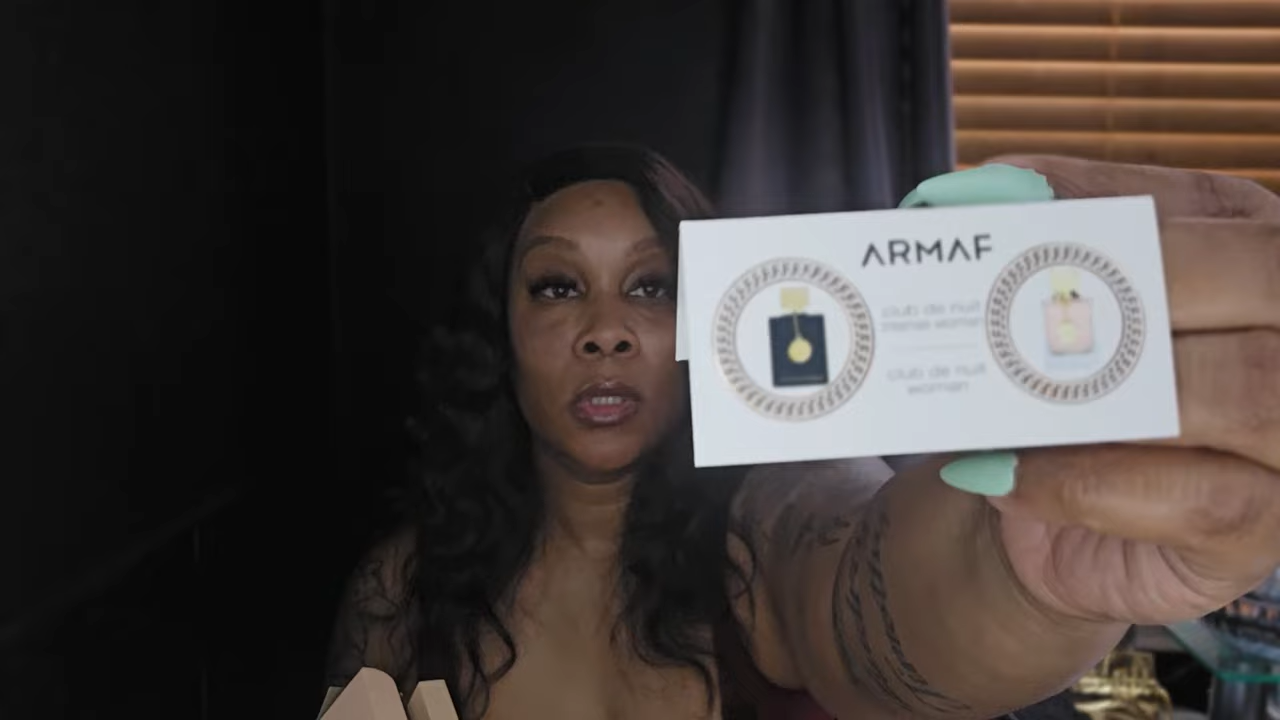 ARMAF
club de nuit
intense woman
club de nuit
woman